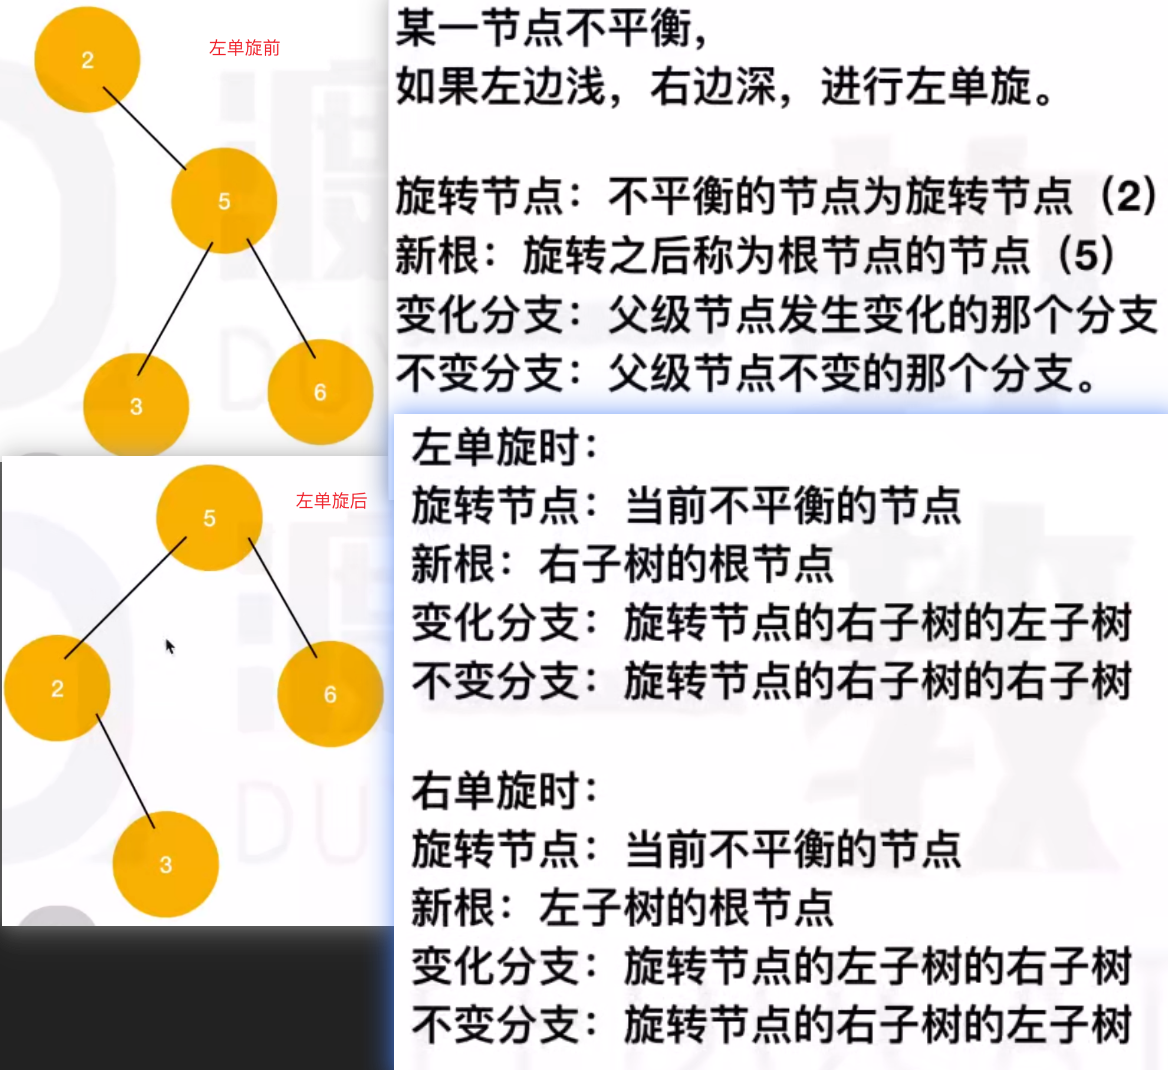 左单旋前
2
5
3
6
左单旋后
5
2
6
3
某一节点不平衡，
如果左边浅，右边深，进行左单旋。
旋转节点：不平衡的节点为旋转节点（2）
新根：旋转之后称为根节点的节点（5）
变化分支：父级节点发生变化的那个分支
不变分支：父级节点不变的那个分支。
左单旋时：
旋转节点：当前不平衡的节点
新根：右子树的根节点
变化分支：旋转节点的右子树的左子树
不变分支：旋转节点的右子树的右子树
右单旋时：
旋转节点：当前不平衡的节点
新根：左子树的根节点
变化分支：旋转节点的左子树的右子树
不变分支：旋转节点的右子树的左子树